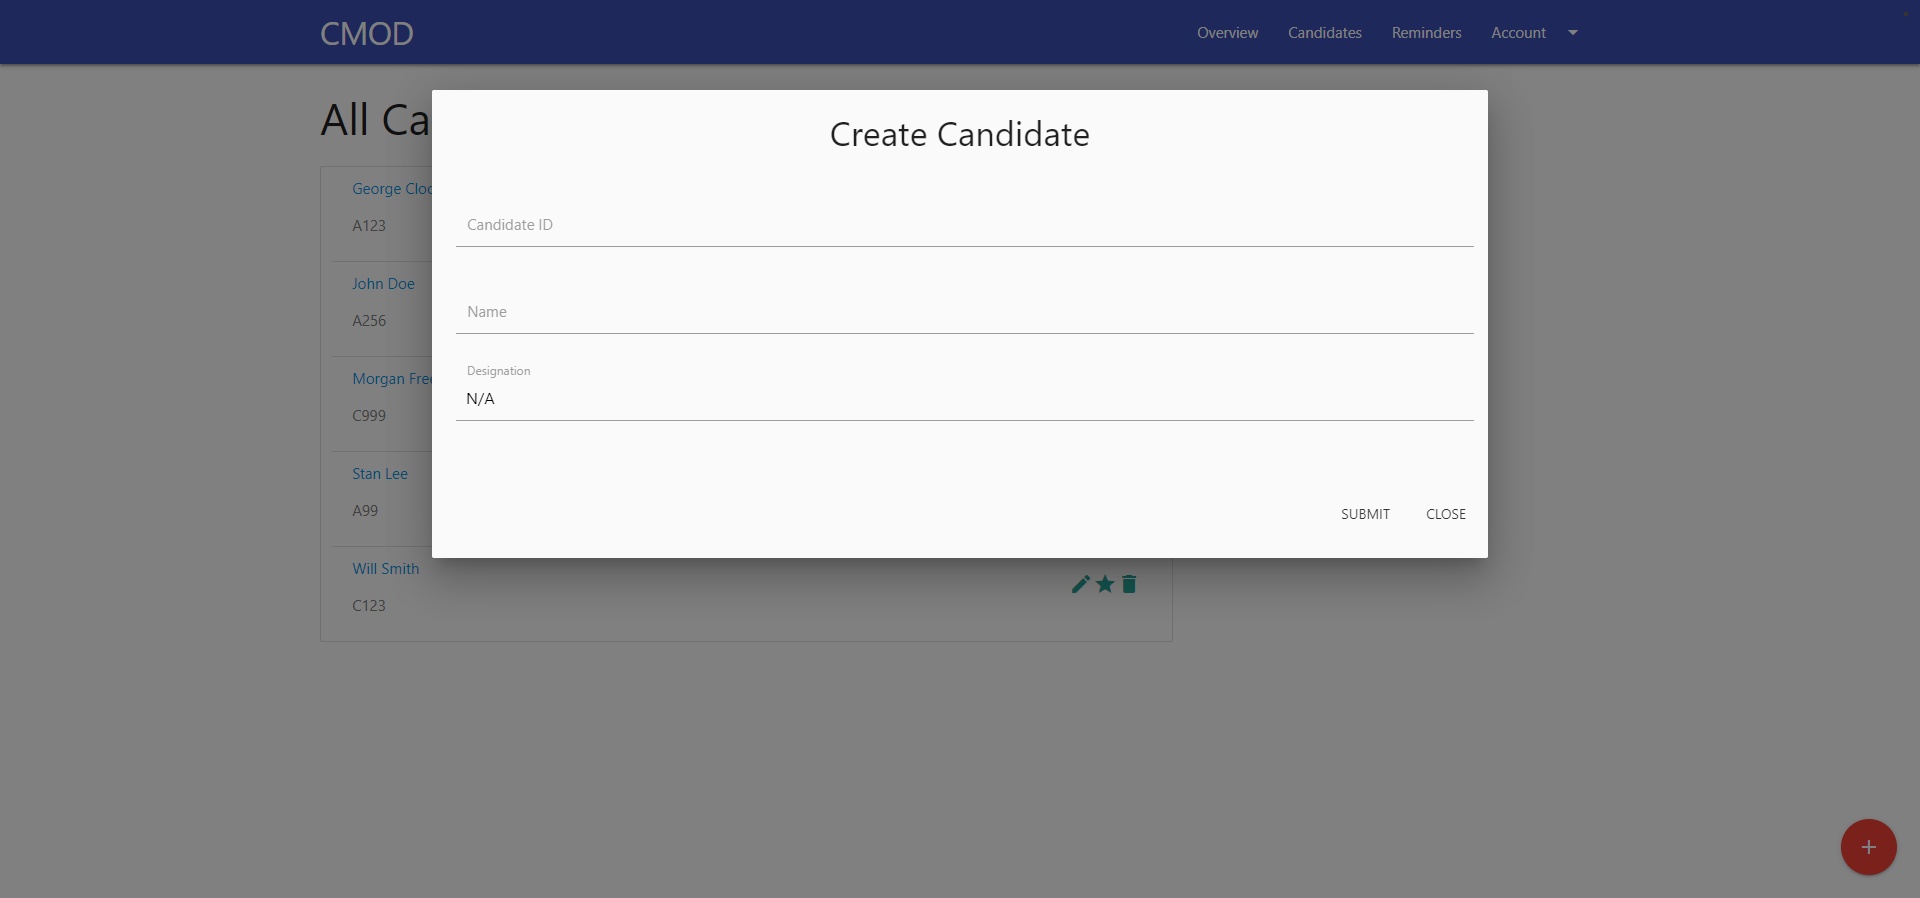 CMOD
Overview Candidates Reminders Account
All Ca
Create Candidate
George Cloo
A123
John Doe
A256
Morgan Free
C999
Stan Lee
A99
Will Smith
C123
Candidate ID
Name
Designation
N/A
SUBMIT CLOSE